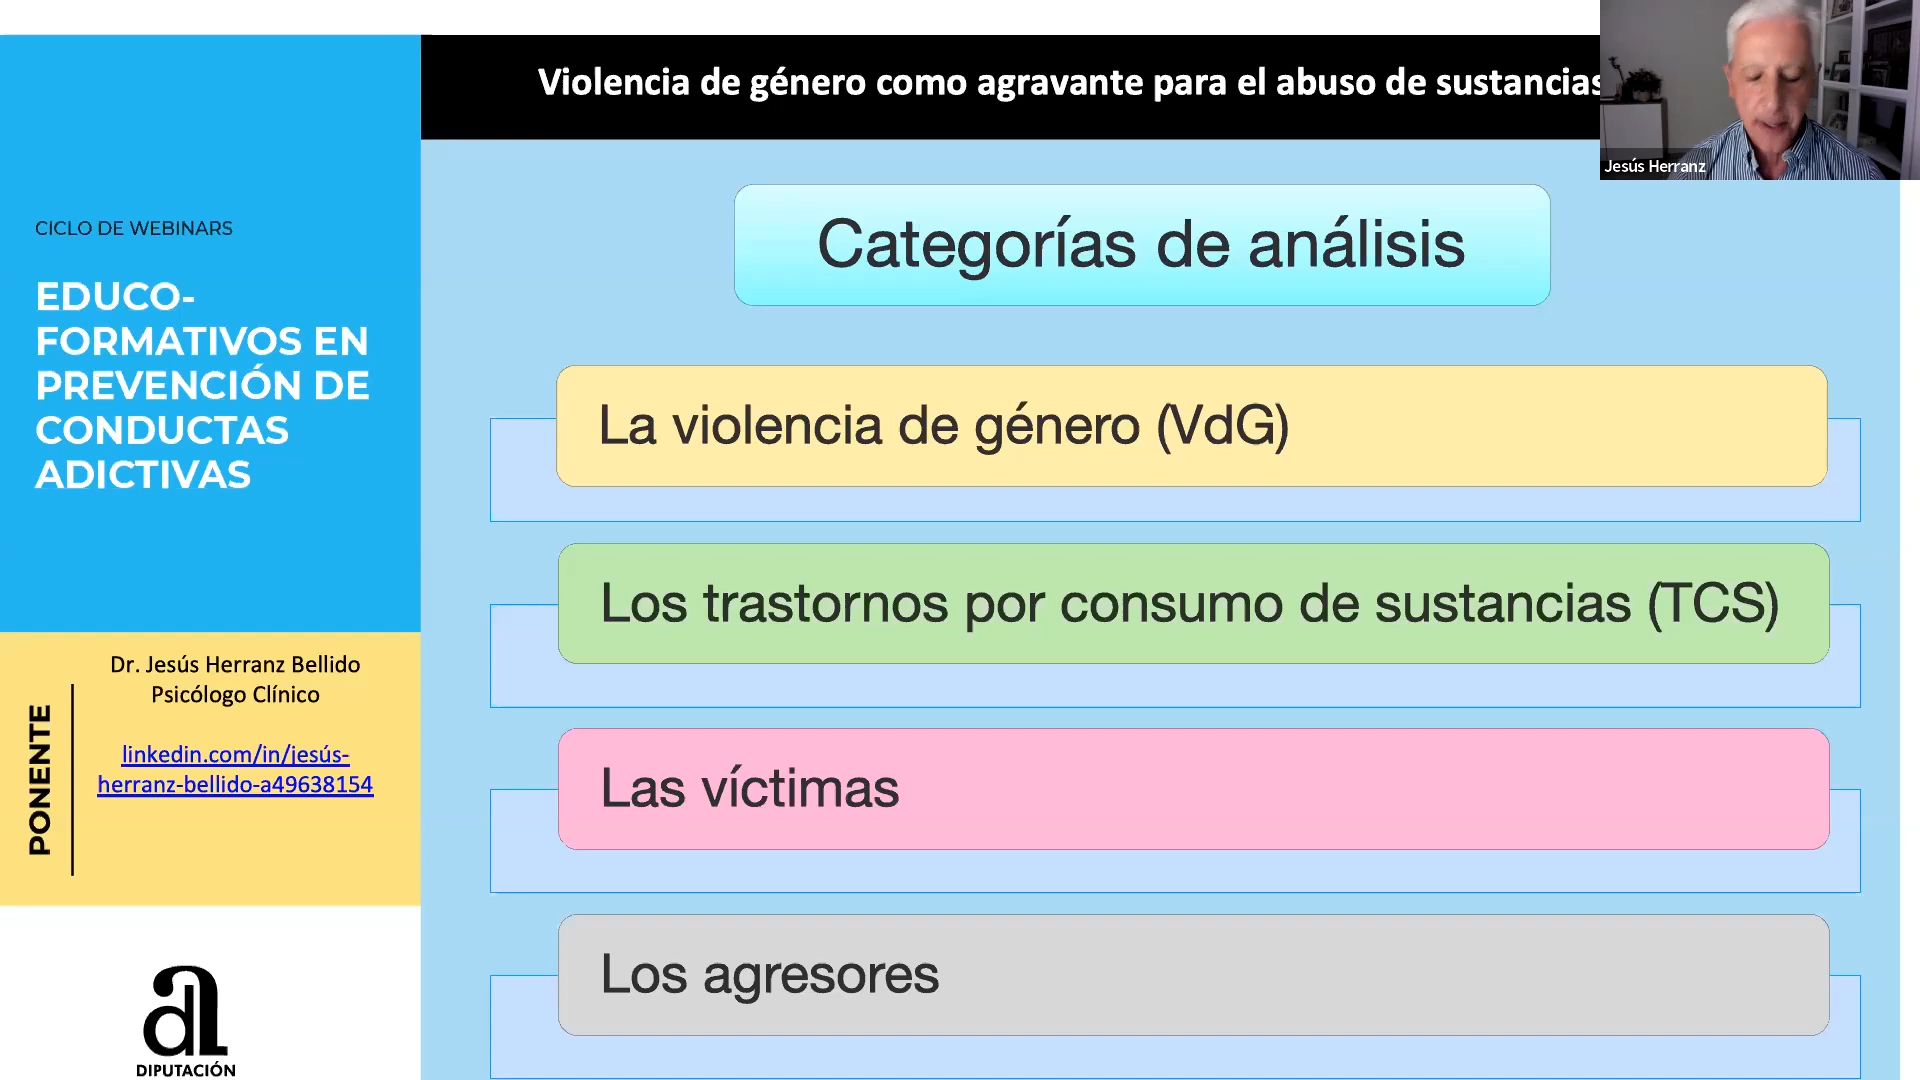 Violencia de género como agravante para el abuso de sustancias
Jesús Herranz
CICLO DE WEBINARS
EDUCO-
FORMATIVOS EN
PREVENCIÓN DE
CONDUCTAS
ADICTIVAS
PONENTE
Dr. Jesús Herranz Bellido
Psicólogo Clínico
linkedin.com/in/jesús-
herranz-bellido-a49638154
DIPUTACIÓN
Categorías de análisis
La violencia de género (VdG)
Los trastornos por consumo de sustancias (TCS)
Las víctimas
Los agresores